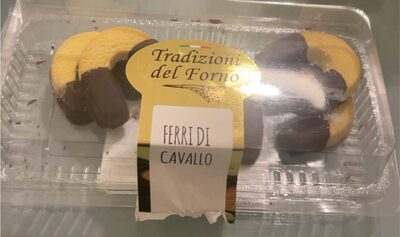 Tradizioni
del Forno
FERRI DI
CAVALLO